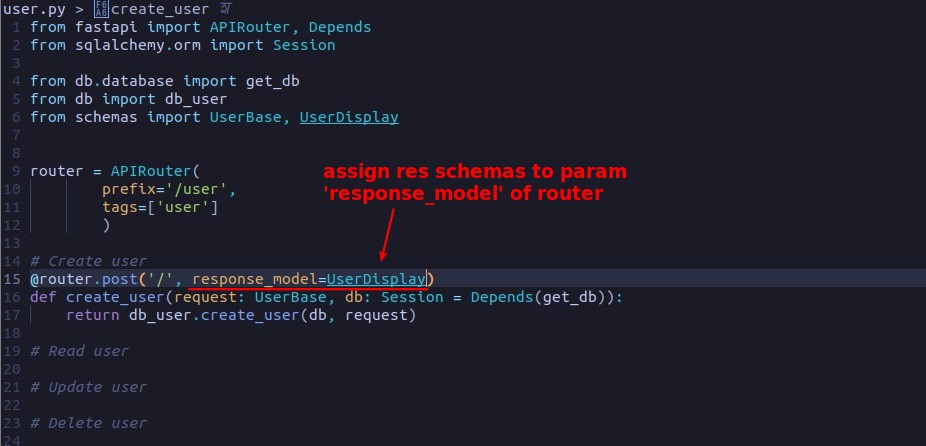 user.py > create_user
1 from fastapi import APIRouter, Depends
2 from sqlalchemy.orm import Session
3
4 from db.database import get_db
5 from db import db_user
6 from schemas import UserBase, UserDisplay
7
8
9 router = APIRouter(
10 prefix='/user',
11 tags=['user']
12 )
13
14 # Create user
15 @router.post('/', response_model=UserDisplay)
16 def create_user(request: UserBase, db: Session = Depends(get_db)):
17 return db_user.create_user(db, request)
18
19 # Read user
20
21 # Update user
22
23 # Delete user
24
assign res schemas to param
'response_model' of router